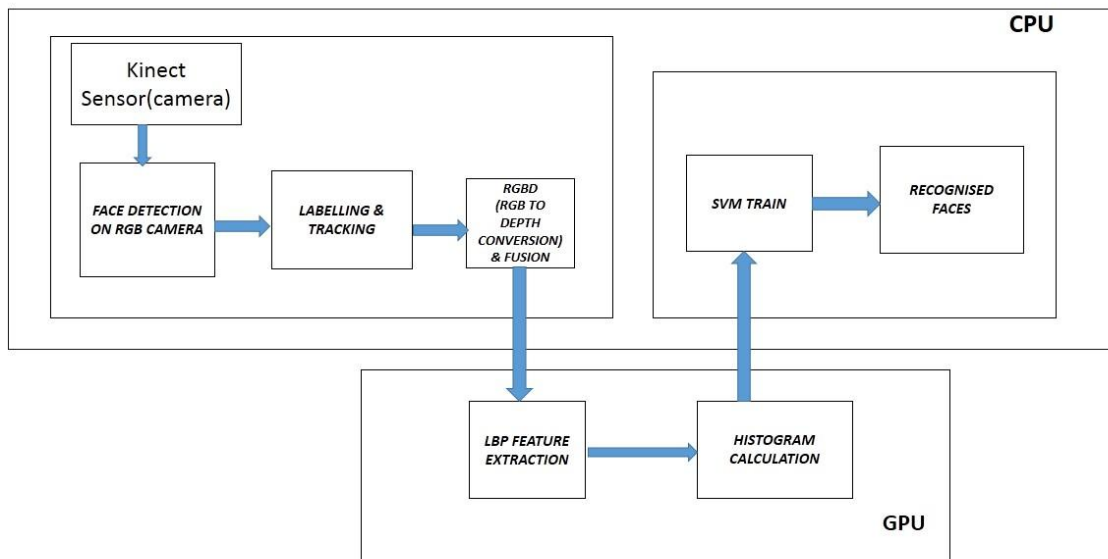 CPU
Kinect
Sensor(camera)
FACE DETECTION
ON RGB CAMERA
LABELLING &
TRACKING
RGBD
(RGB TO
DEPTH
CONVERSION)
& FUSION
SVM TRAIN
RECOGNISED
FACES
LBP FEATURE
EXTRACTION
HISTOGRAM
CALCULATION
GPU